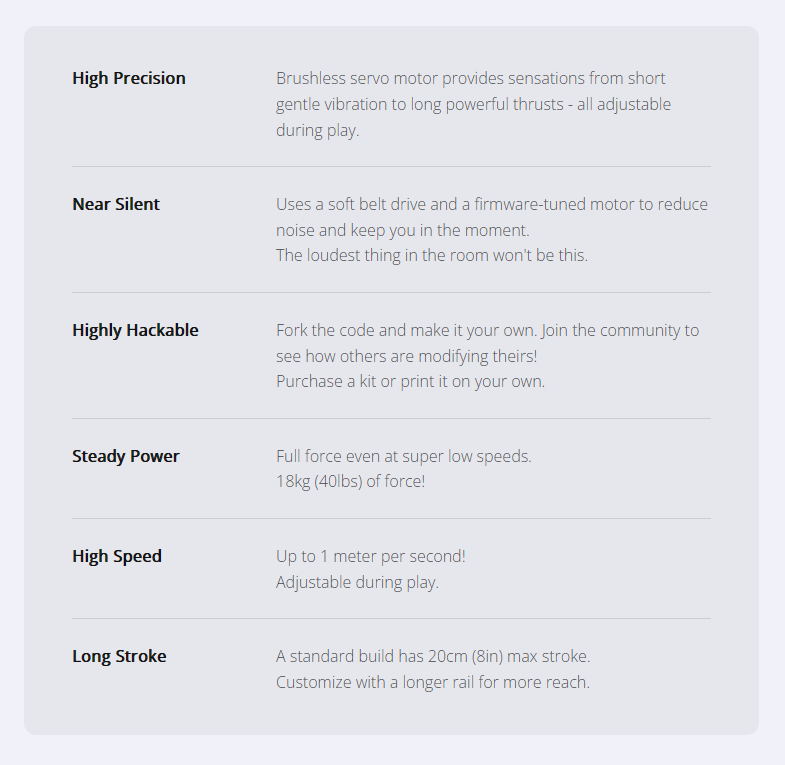 High Precision
Brushless servo motor provides sensations from short
gentle vibration to long powerful thrusts - all adjustable
during play.
Near Silent
Uses a soft belt drive and a firmware-tuned motor to reduce
noise and keep you in the moment.
The loudest thing in the room won't be this.
Highly Hackable
Fork the code and make it your own. Join the community to
see how others are modifying theirs!
Purchase a kit or print it on your own.
Steady Power
Full force even at super low speeds.
18kg (40lbs) of force!
High Speed
Up to 1 meter per second!
Adjustable during play.
Long Stroke
A standard build has 20cm (8in) max stroke.
Customize with a longer rail for more reach.